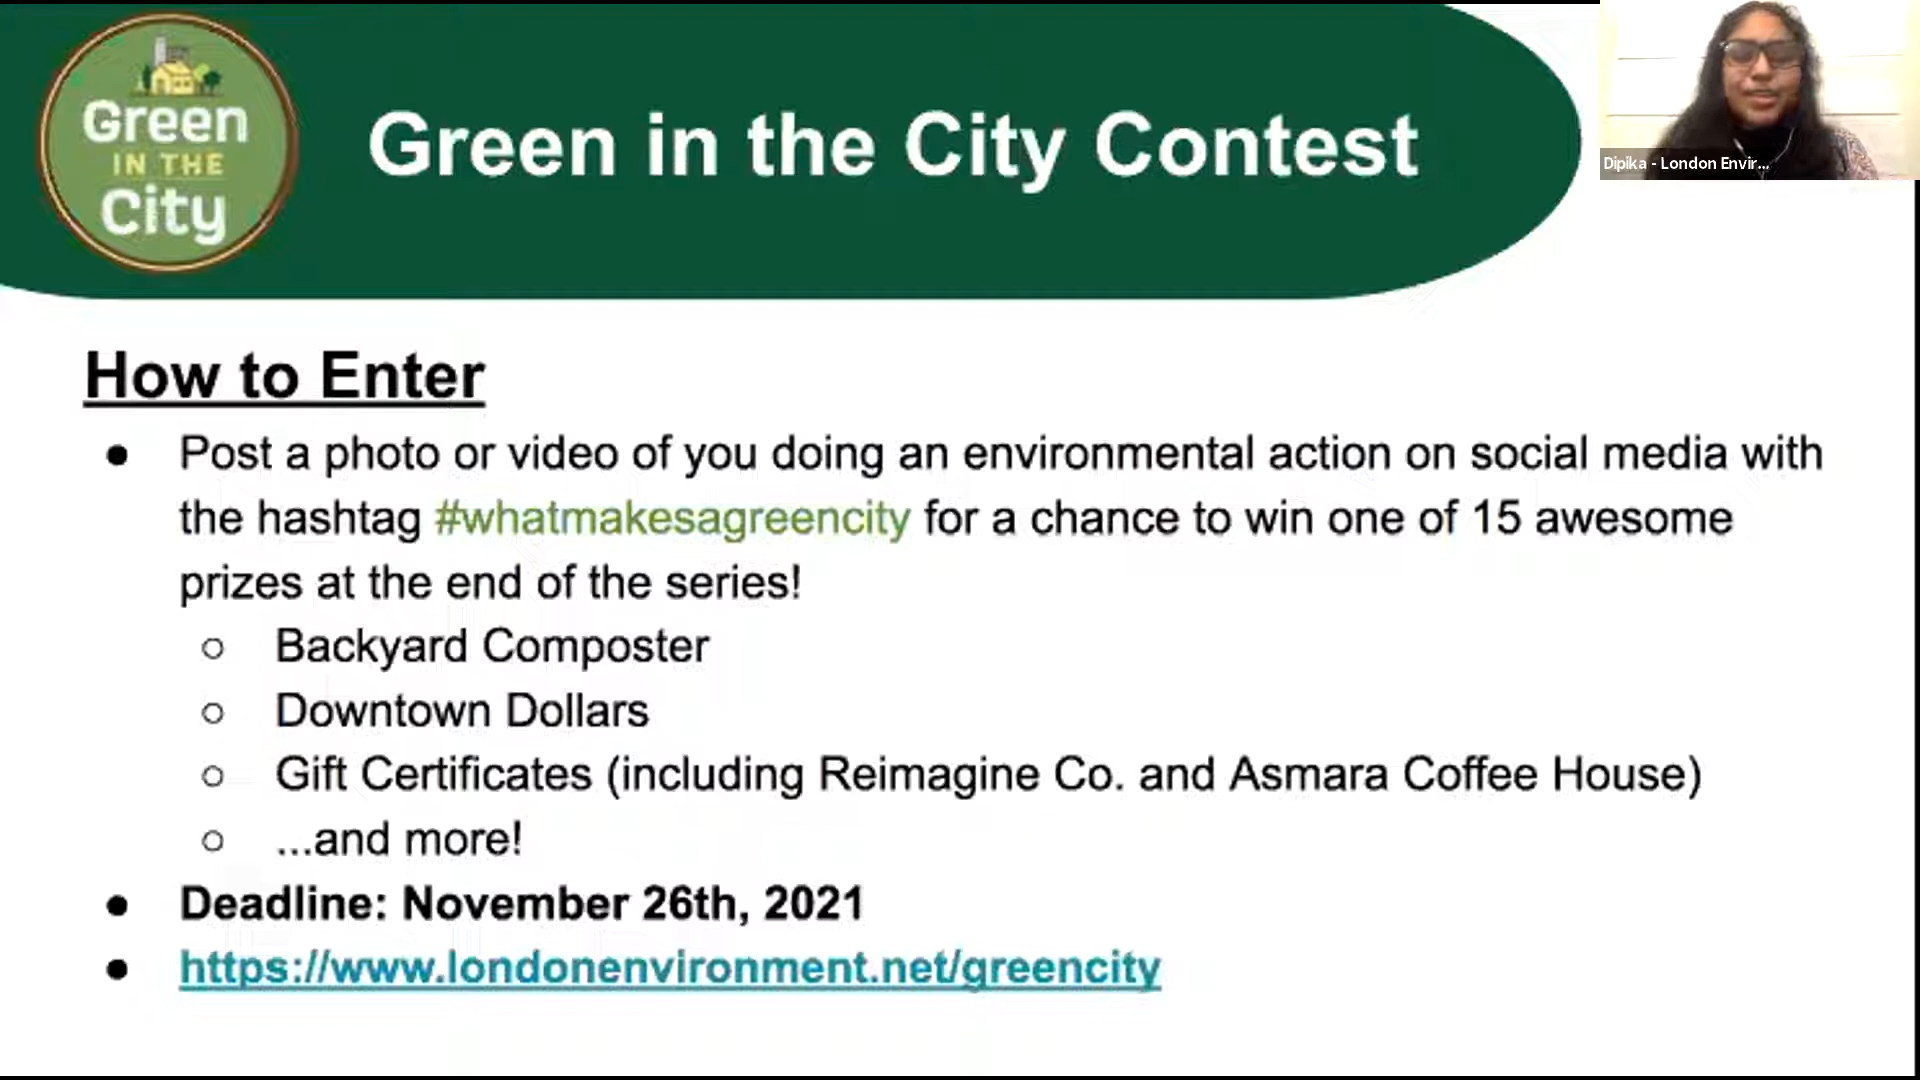 Green
IN THE
City
Green in the City Contest
Dipika - London Envir...
How to Enter
● Post a photo or video of you doing an environmental action on social media with
the hashtag #whatmakesagreencity for a chance to win one of 15 awesome
prizes at the end of the series!
○ Backyard Composter
○ Downtown Dollars
○ Gift Certificates (including Reimagine Co. and Asmara Coffee House)
○ ...and more!
● Deadline: November 26th, 2021
● https://www.londonenvironment.net/greencity